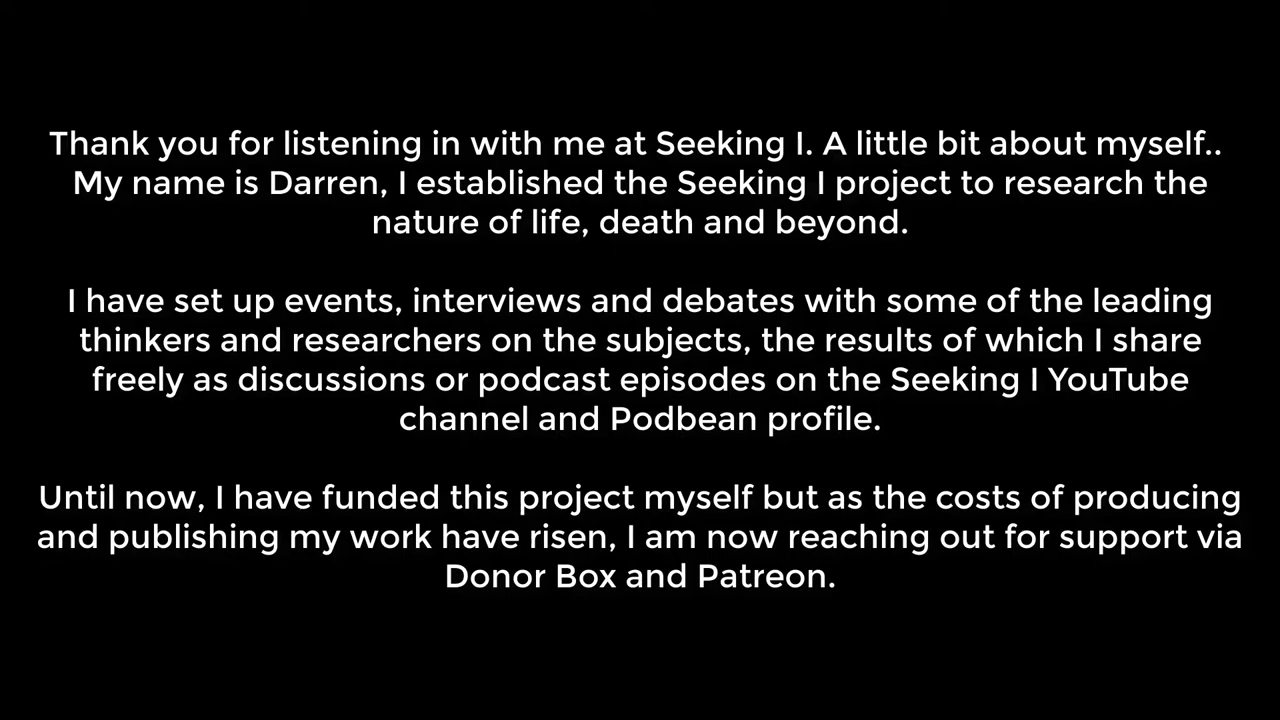 Thank you for listening in with me at Seeking I. A little bit about myself..
My name is Darren, I established the Seeking I project to research the
nature of life, death and beyond.
I have set up events, interviews and debates with some of the leading
thinkers and researchers on the subjects, the results of which I share
freely as discussions or podcast episodes on the Seeking I YouTube
channel and Podbean profile.
Until now, I have funded this project myself but as the costs of producing
and publishing my work have risen, I am now reaching out for support via
Donor Box and Patreon.